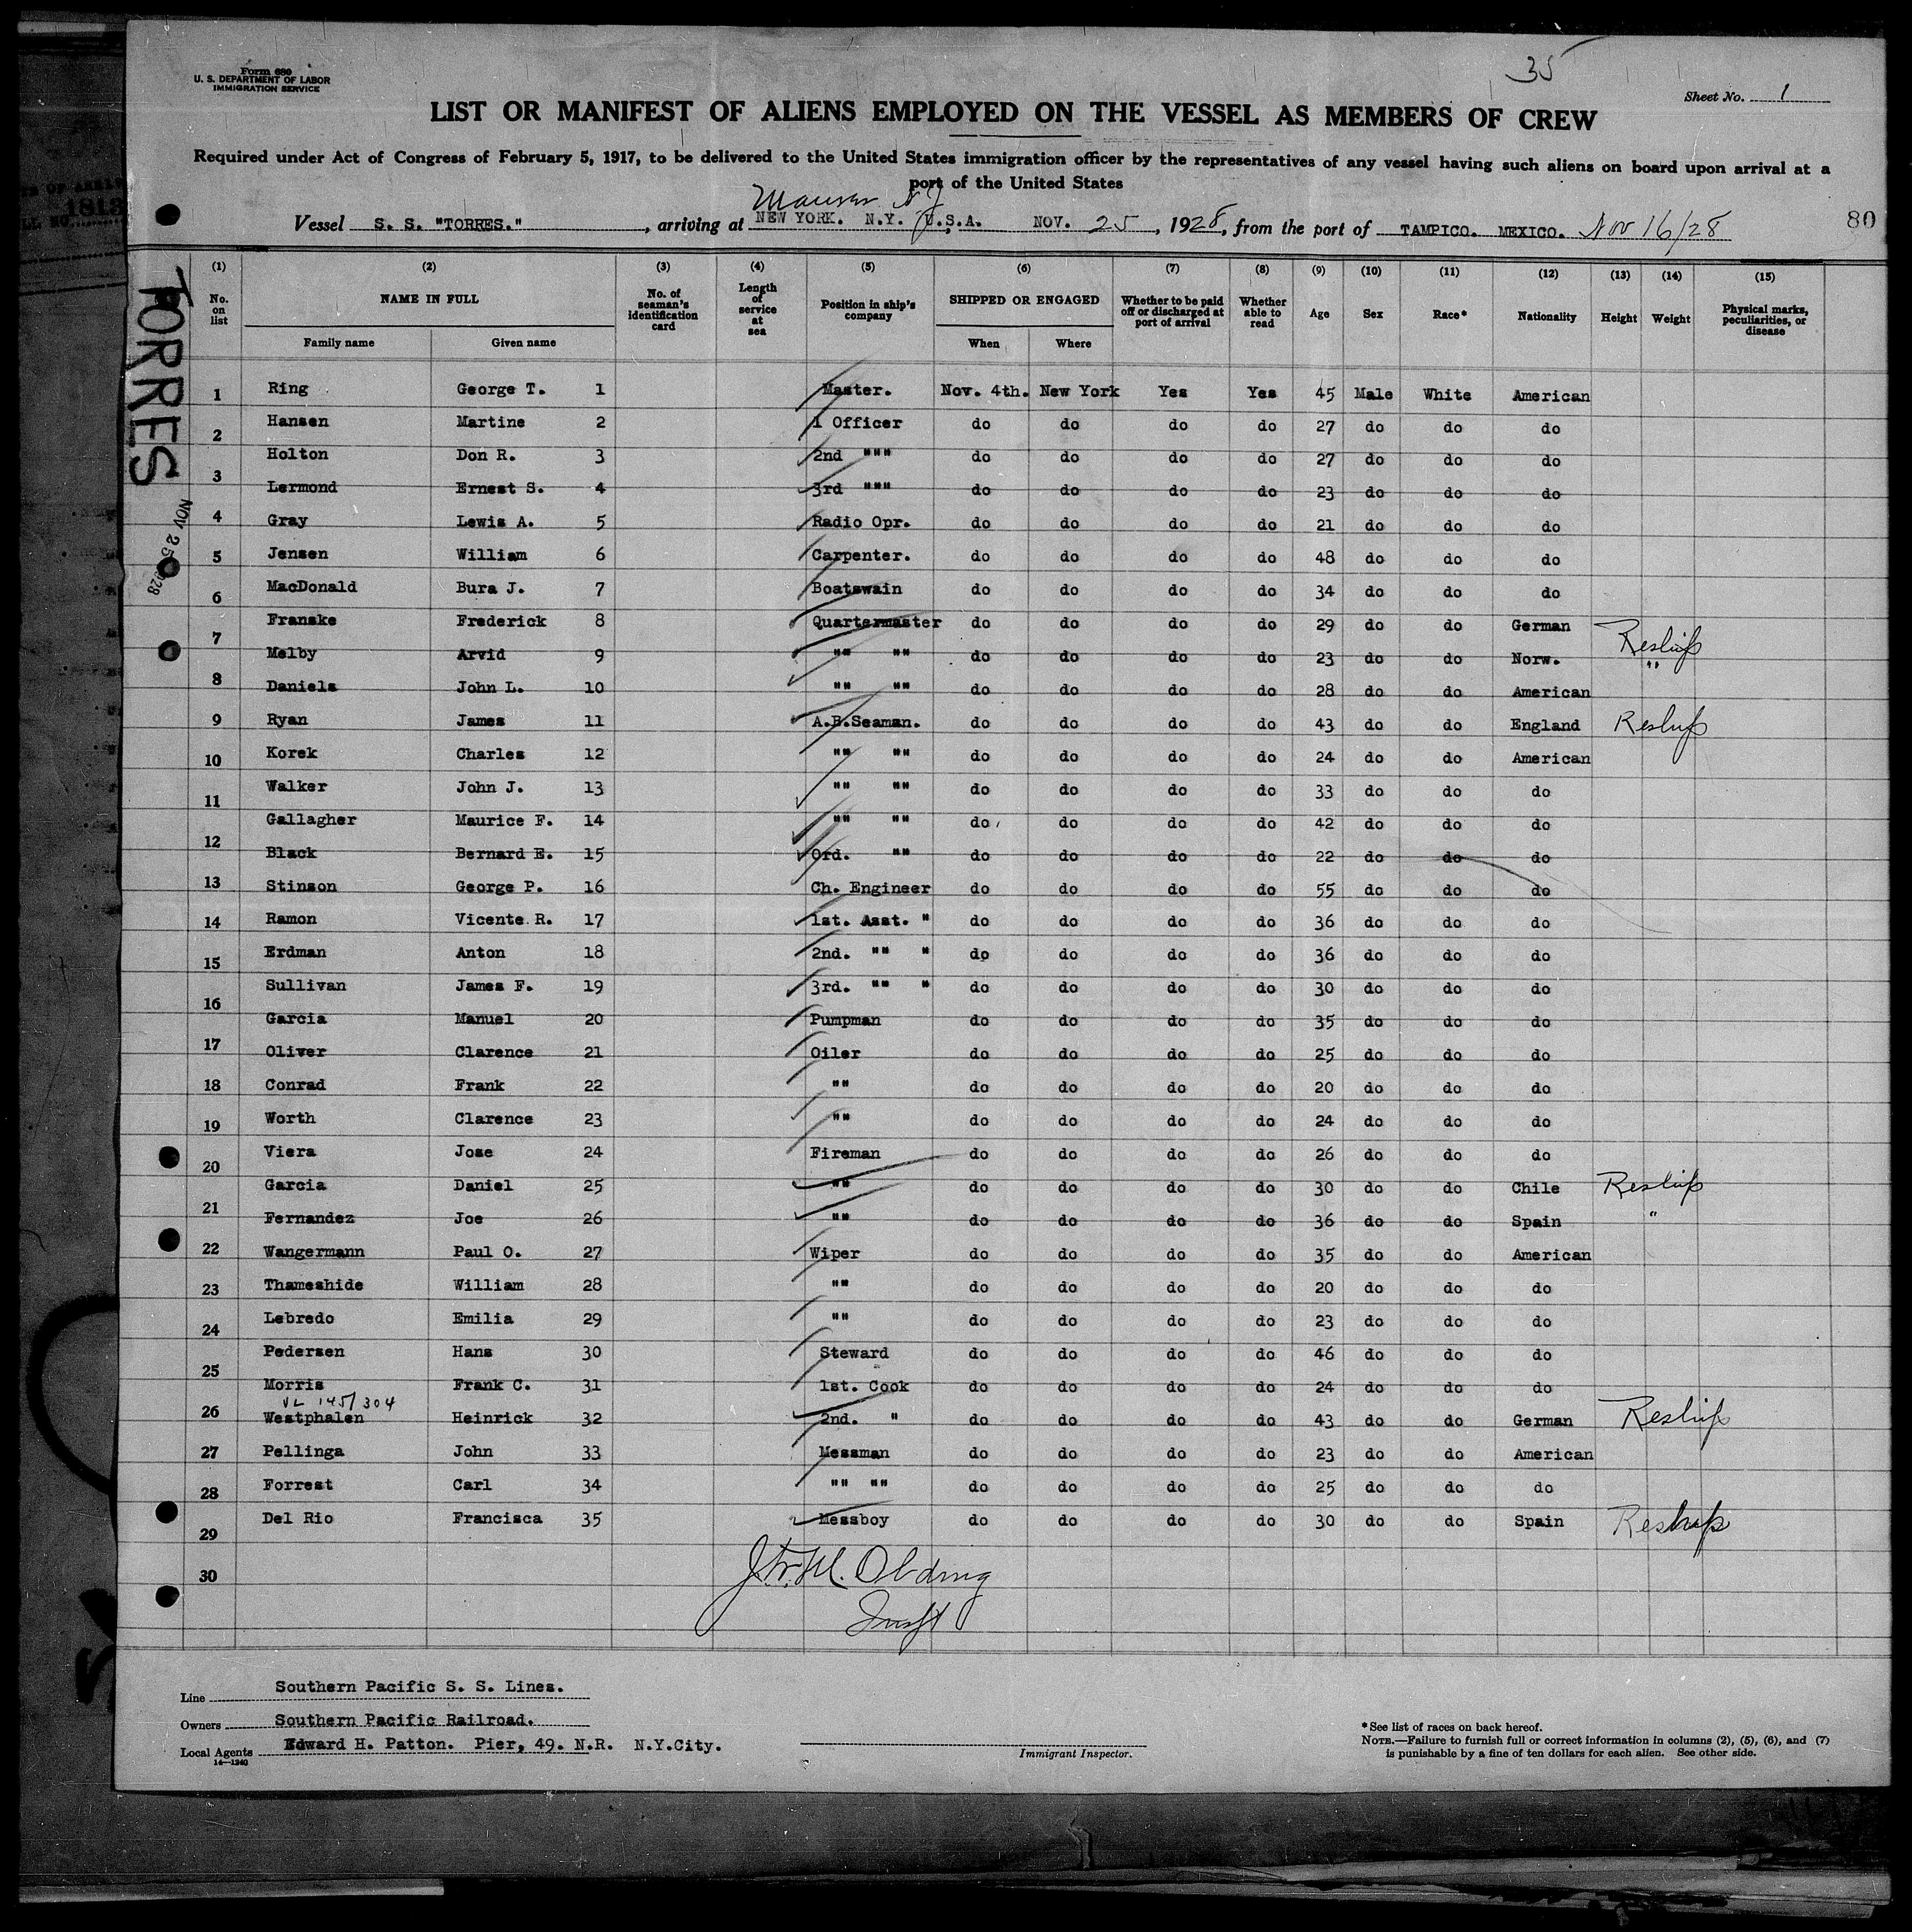 35
Form 680
U. S. DEPARTMENT OF LABOR
IMMIGRATION SERVICE
Sheet No. 1
LIST OR MANIFEST OF ALIENS EMPLOYED ON THE VESSEL AS MEMBERS OF CREW
Required under Act of Congress of February 5, 1917, to be delivered to the United States immigration officer by the representatives of any vessel having such aliens on board upon arrival at a
port of the United States
N J
Vessel S. S. "TORRES." , arriving at NEW YORK. N.Y. U.S.A. NOV. 25 , 1928, from the port of TAMPICO. MEXICO. Nov 16/28
80
1813
TORRES
NOV 25 1928
(1) (2) (3) (4) (5) (6) (7) (8) (9) (10) (11) (12) (13) (14) (15)
No. on list NAME IN FULL No. of seaman's identification card Length of service at sea Position in ship's company SHIPPED OR ENGAGED Whether to be paid off or discharged at port of arrival Whether able to read Age Sex Race* Nationality Height Weight Physical marks, peculiarities, or disease
Family name Given name When Where
1 Ring George T. 1 Master. Nov. 4th. New York Yes Yes 45 Male White American
2 Hansen Martine 2 1 Officer do do do do 27 do do do
Holton Don R. 3 2nd """ do do do do 27 do do do
3 Lermond Ernest S. 4 3rd """ do do do do 23 do do do
4 Gray Lewis A. 5 Radio Opr. do do do do 21 do do do
5 Jensen William 6 Carpenter. do do do do 48 do do do
6 MacDonald Bura J. 7 Boatswain do do do do 34 do do do
Franske Frederick 8 Quartermaster do do do do 29 do do German Reship
7 Melby Arvid 9 "" "" do do do do 23 do do Norw. "
8 Daniels John L. 10 "" "" do do do do 28 do do American
9 Ryan James 11 A.B.Seaman. do do do do 43 do do England Reship
10 Korek Charles 12 "" "" do do do do 24 do do American
11 Walker John J. 13 "" "" do do do do 33 do do do
Gallagher Maurice F. 14 "" "" do do do do 42 do do do
12 Black Bernard E. 15 Ord. "" do do do do 22 do do do
13 Stinson George P. 16 Ch. Engineer do do do do 55 do do do
14 Ramon Vicente R. 17 1st. Asst. " do do do do 36 do do do
15 Erdman Anton 18 2nd. "" " do do do do 36 do do do
16 Sullivan James F. 19 3rd. "" " do do do do 30 do do do
Garcia Manuel 20 Pumpman do do do do 35 do do do
17 Oliver Clarence 21 Oiler do do do do 25 do do do
18 Conrad Frank 22 "" do do do do 20 do do do
19 Worth Clarence 23 "" do do do do 24 do do do
20 Viera Jose 24 Fireman do do do do 26 do do do
Garcia Daniel 25 "" do do do do 30 do do Chile Reship
21 Fernandez Joe 26 "" do do do do 36 do do Spain "
22 Wangermann Paul O. 27 Wiper do do do do 35 do do American
23 Thameshide William 28 "" do do do do 20 do do do
24 Lebredo Emilia 29 "" do do do do 23 do do do
Pedersen Hans 30 Steward do do do do 46 do do do
25 Morris Frank C. 31 1st. Cook do do do do 24 do do do
VL 145/304
26 Westphalen Heinrick 32 2nd. " do do do do 43 do do German Reship
27 Pellinga John 33 Messman do do do do 23 do do American
28 Forrest Carl 34 "" "" do do do do 25 do do do
29 Del Rio Francisca 35 Messboy do do do do 30 do do Spain Reship
30
Olding
Insp
Line Southern Pacific S. S. Lines.
Owners Southern Pacific Railroad.
Local Agents Edward H. Patton. Pier, 49. N.R. N.Y.City.
14—1240
Immigrant Inspector.
*See list of races on back hereof.
NOTE.—Failure to furnish full or correct information in columns (2), (5), (6), and (7)
is punishable by a fine of ten dollars for each alien. See other side.